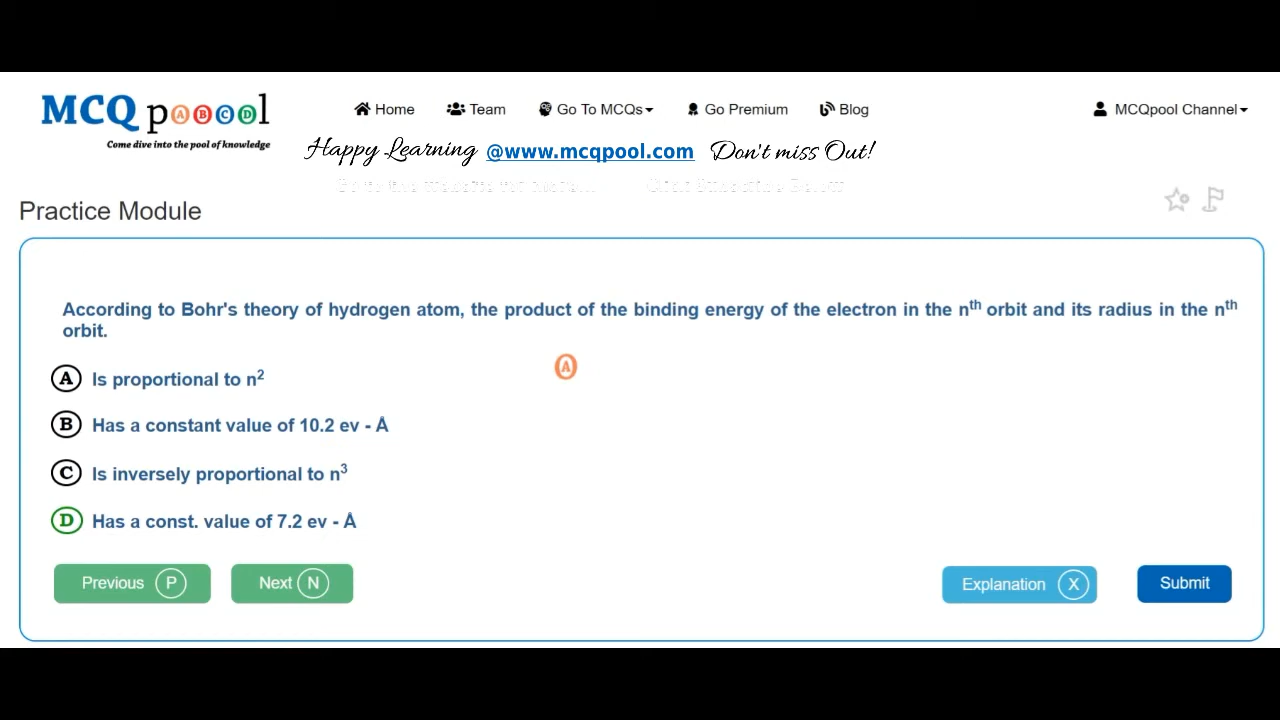 MCQ pooool
Come dive into the pool of knowledge
Home Team Go To MCQs Go Premium Blog MCQpool Channel
Happy Learning @www.mcqpool.com Don't miss Out!
Practice Module
According to Bohr's theory of hydrogen atom, the product of the binding energy of the electron in the nth orbit and its radius in the nth
orbit.
A
A Is proportional to n2
B Has a constant value of 10.2 ev - Å
C Is inversely proportional to n3
D Has a const. value of 7.2 ev - Å
Previous P Next N Explanation X Submit